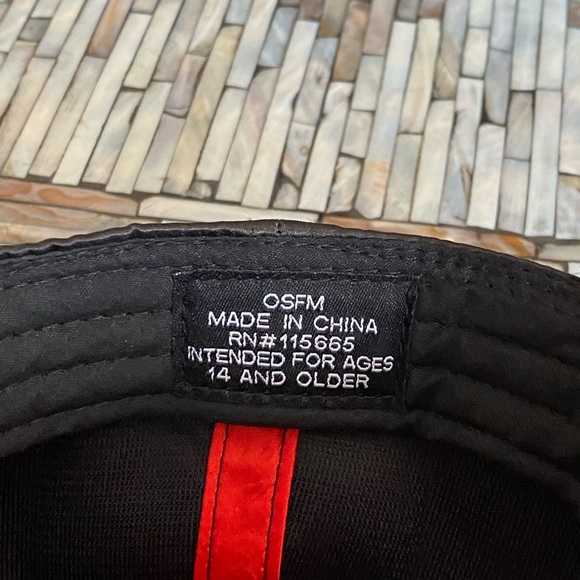 OSFM
MADE IN CHINA
RN#115665
INTENDED FOR AGES
14 AND OLDER